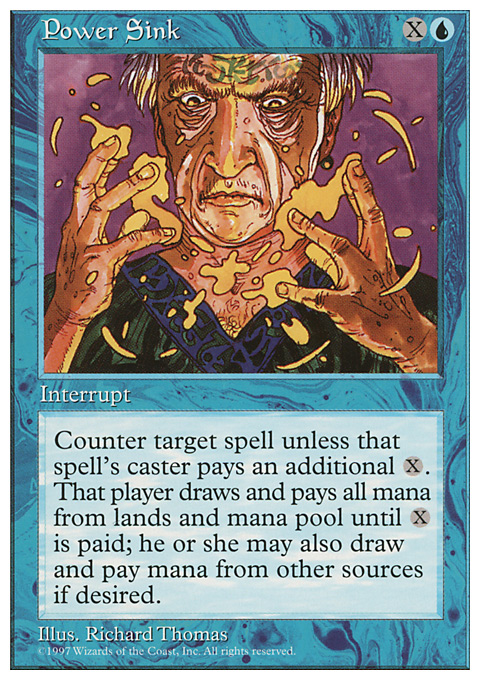 Power Sink X
Interrupt
Counter target spell unless that
spell's caster pays an additional X.
That player draws and pays all mana
from lands and mana pool until X
is paid; he or she may also draw
and pay mana from other sources
if desired.
Illus. Richard Thomas
©1997 Wizards of the Coast, Inc. All rights reserved.